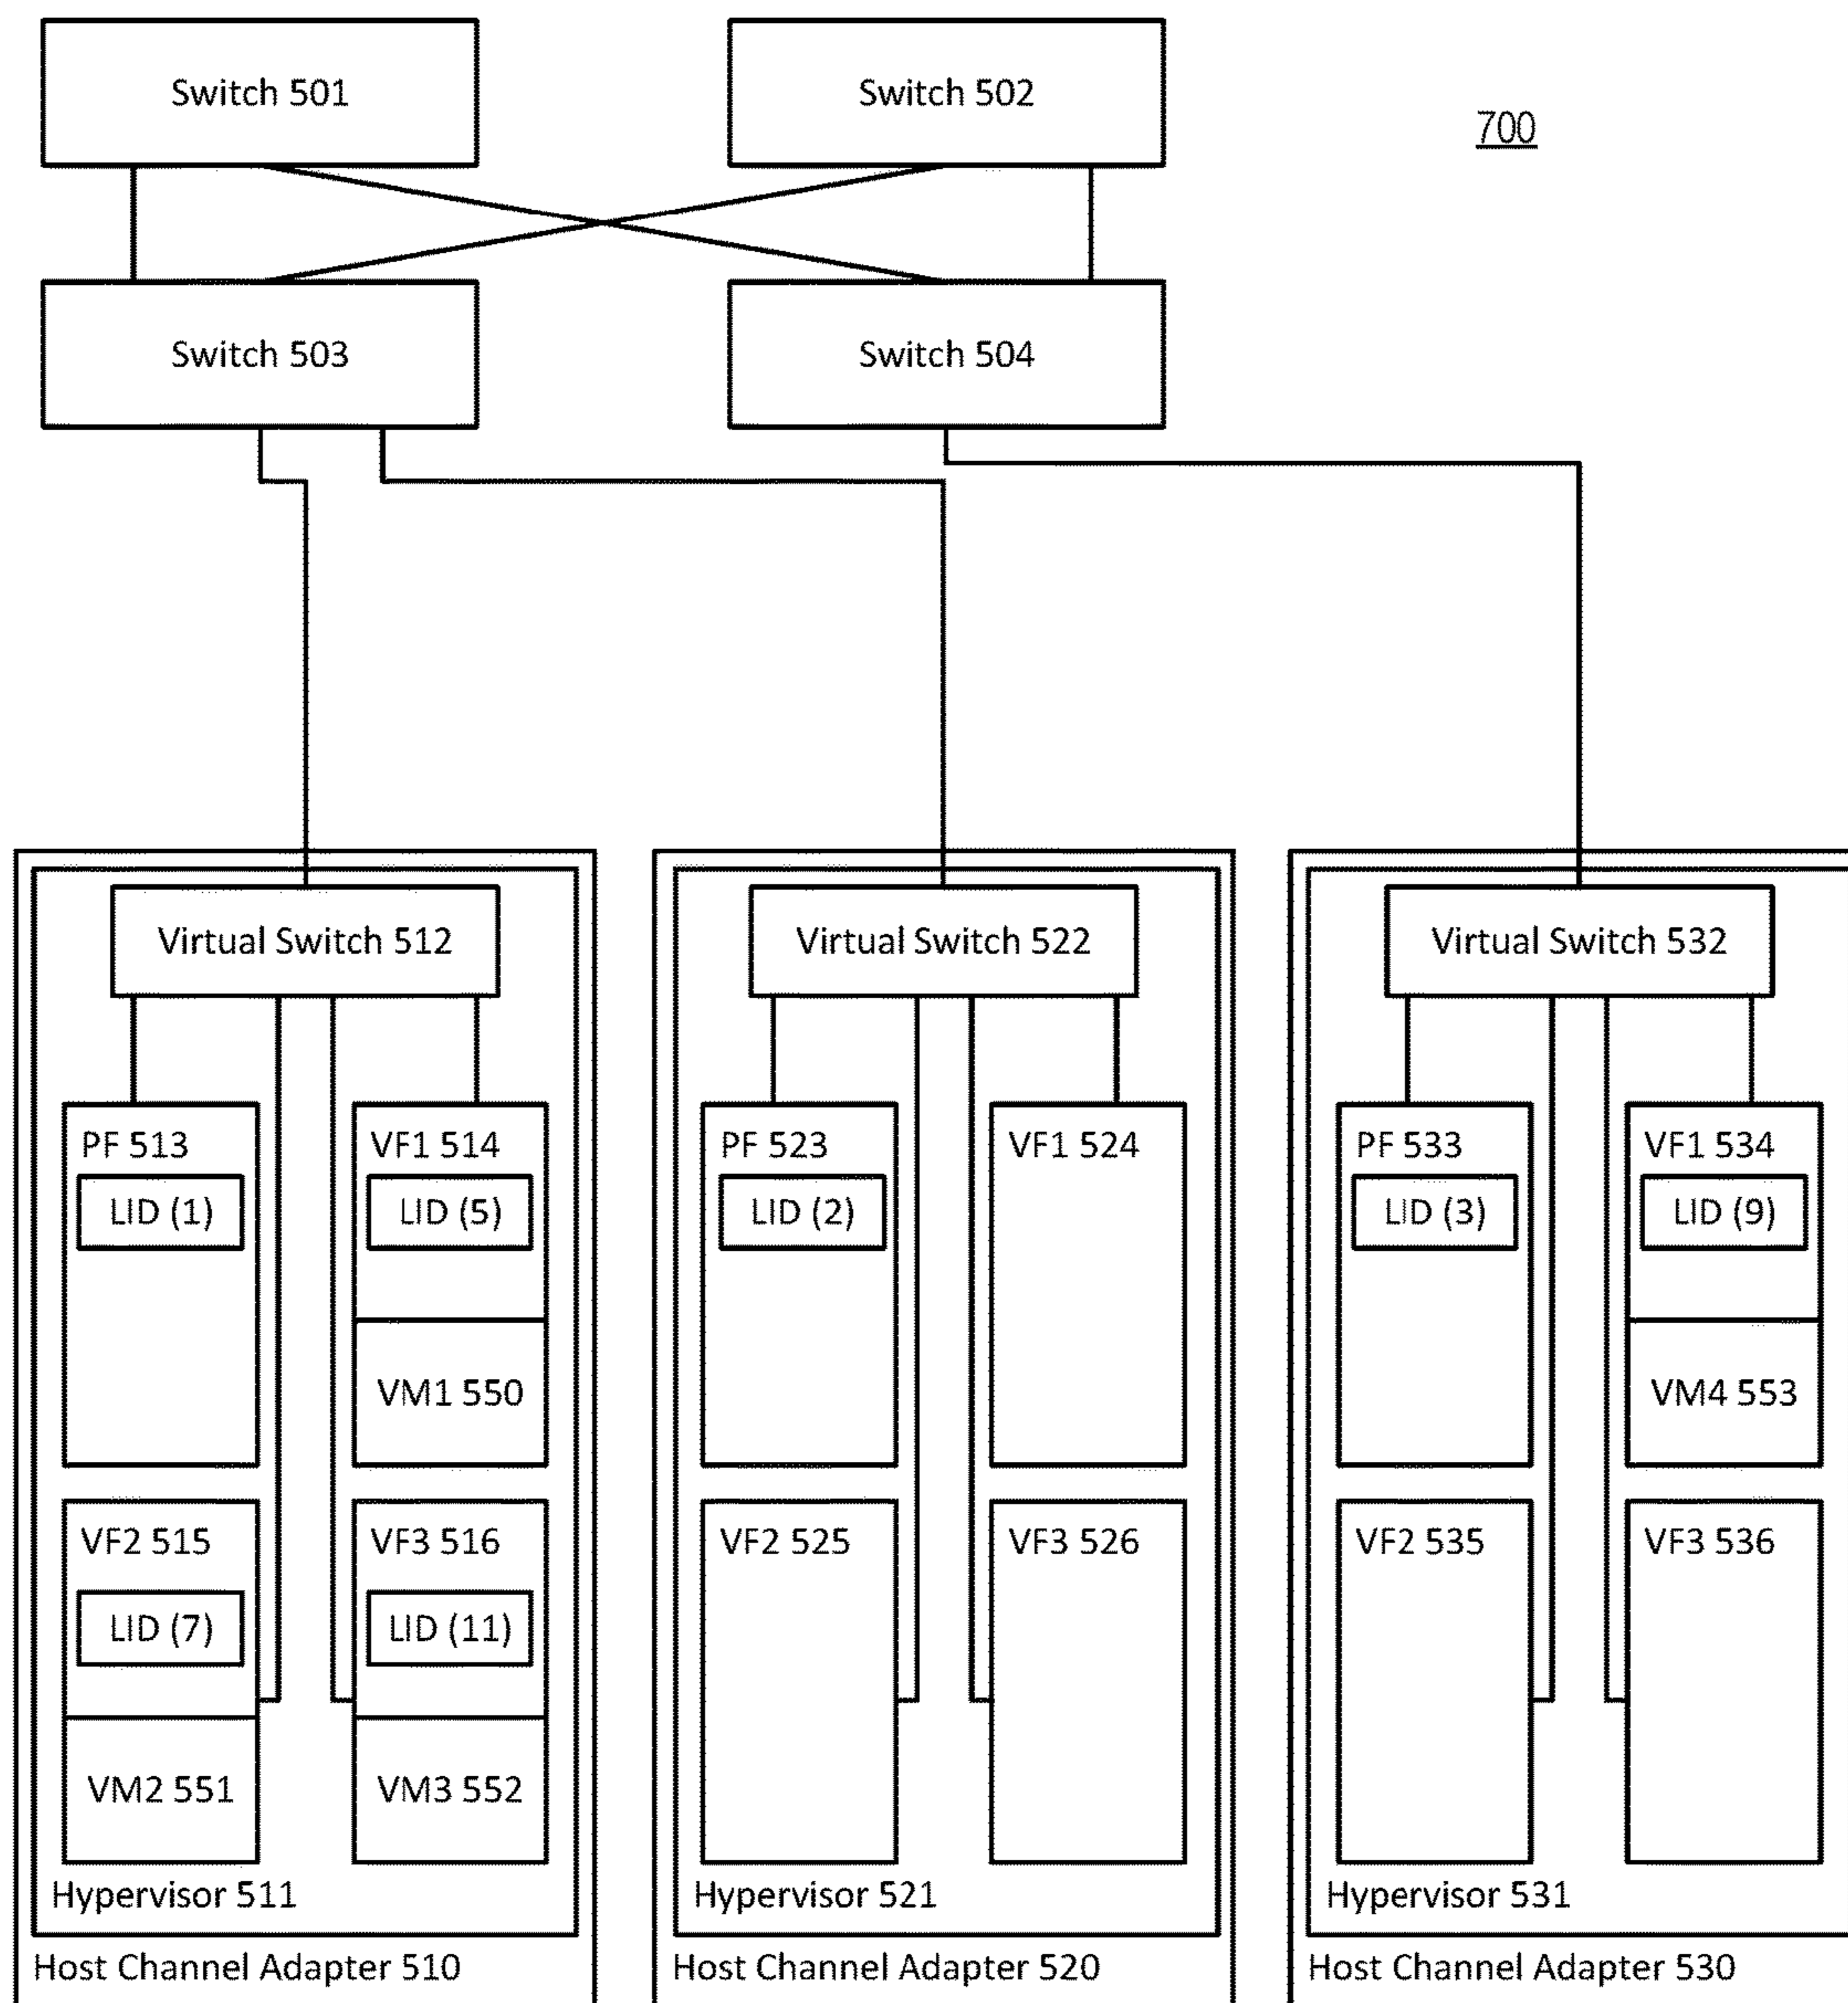 Switch 501
Switch 502
700
Switch 503
Switch 504
Virtual Switch 512
Virtual Switch 522
Virtual Switch 532
PF 513
LID (1)
VF1 514
LID (5)
VM1 550
PF 523
LID (2)
VF1 524
PF 533
LID (3)
VF1 534
LID (9)
VM4 553
VF2 515
LID (7)
VM2 551
VF3 516
LID (11)
VM3 552
VF2 525
VF3 526
VF2 535
VF3 536
Hypervisor 511
Hypervisor 521
Hypervisor 531
Host Channel Adapter 510
Host Channel Adapter 520
Host Channel Adapter 530